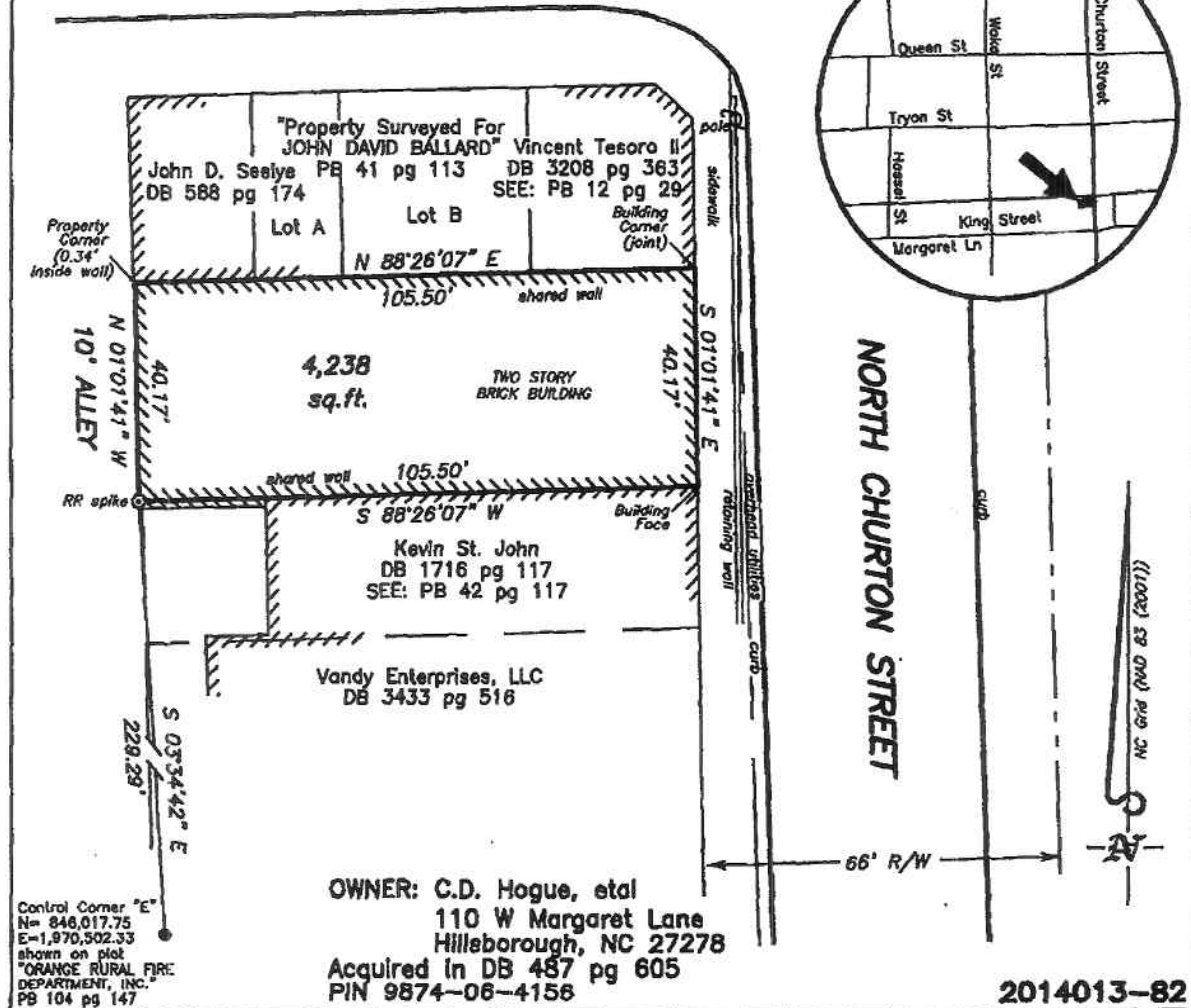 Queen St
Wake St
Churton Street
Tryon St
Hassel St
King Street
Margaret Ln
"Property Surveyed For
JOHN DAVID BALLARD"
PB 41 pg 113
John D. Seelye
DB 588 pg 174
Lot A
Lot B
Vincent Tesoro II
DB 3208 pg 363
SEE: PB 12 pg 29
pole
sidewalk
Property
Corner
(0.34'
inside wall)
Building
Corner
(joint)
N 88°26'07" E
105.50'
shared wall
N 01°01'41" W
10' ALLEY
40.17'
4,238
sq.ft.
TWO STORY
BRICK BUILDING
40.17'
S 01°01'41" E
shared wall
105.50'
RR spike
S 88°26'07" W
Building
Face
Kevin St. John
DB 1716 pg 117
SEE: PB 42 pg 117
overhead utilities
retaining wall
curb
NORTH CHURTON STREET
curb
Vandy Enterprises, LLC
DB 3433 pg 516
S 03°34'42" E
229.29'
NC Grid (NAD 83 (2001))
N
66' R/W
Control Corner "E"
N= 846,017.75
E=1,970,502.33
shown on plat
"ORANGE RURAL FIRE
DEPARTMENT, INC."
PB 104 pg 147
OWNER: C.D. Hogue, etal
110 W Margaret Lane
Hillsborough, NC 27278
Acquired in DB 487 pg 605
PIN 9874-06-4156
2014013-82